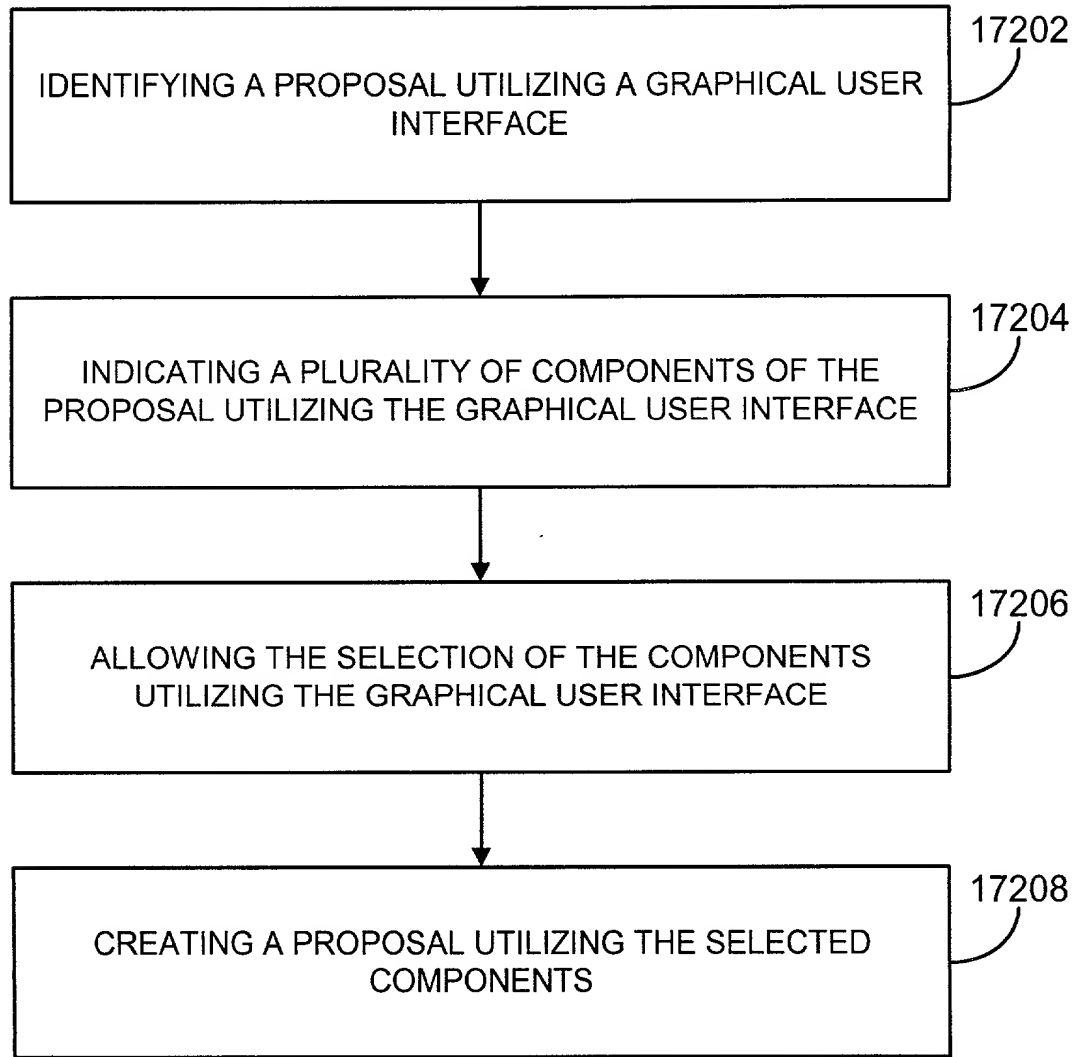 17202
IDENTIFYING A PROPOSAL UTILIZING A GRAPHICAL USER
INTERFACE
17204
INDICATING A PLURALITY OF COMPONENTS OF THE
PROPOSAL UTILIZING THE GRAPHICAL USER INTERFACE
17206
ALLOWING THE SELECTION OF THE COMPONENTS
UTILIZING THE GRAPHICAL USER INTERFACE
17208
CREATING A PROPOSAL UTILIZING THE SELECTED
COMPONENTS